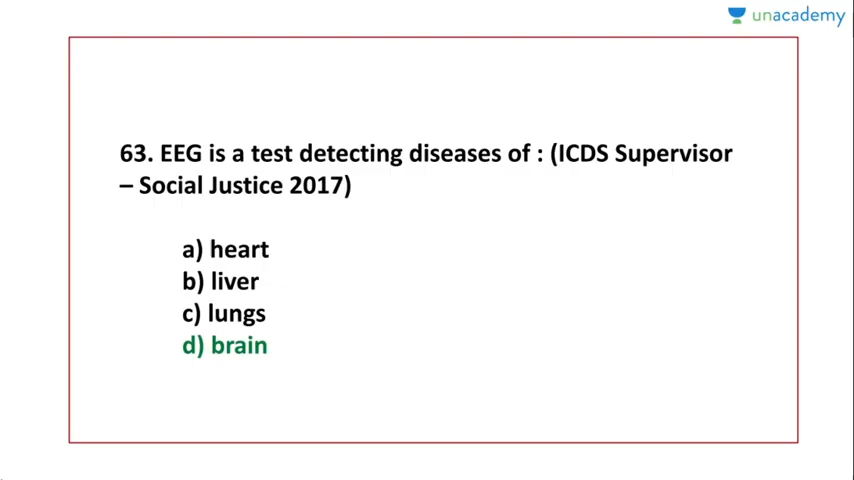 unacademy
63. EEG is a test detecting diseases of : (ICDS Supervisor
– Social Justice 2017)
a) heart
b) liver
c) lungs
d) brain